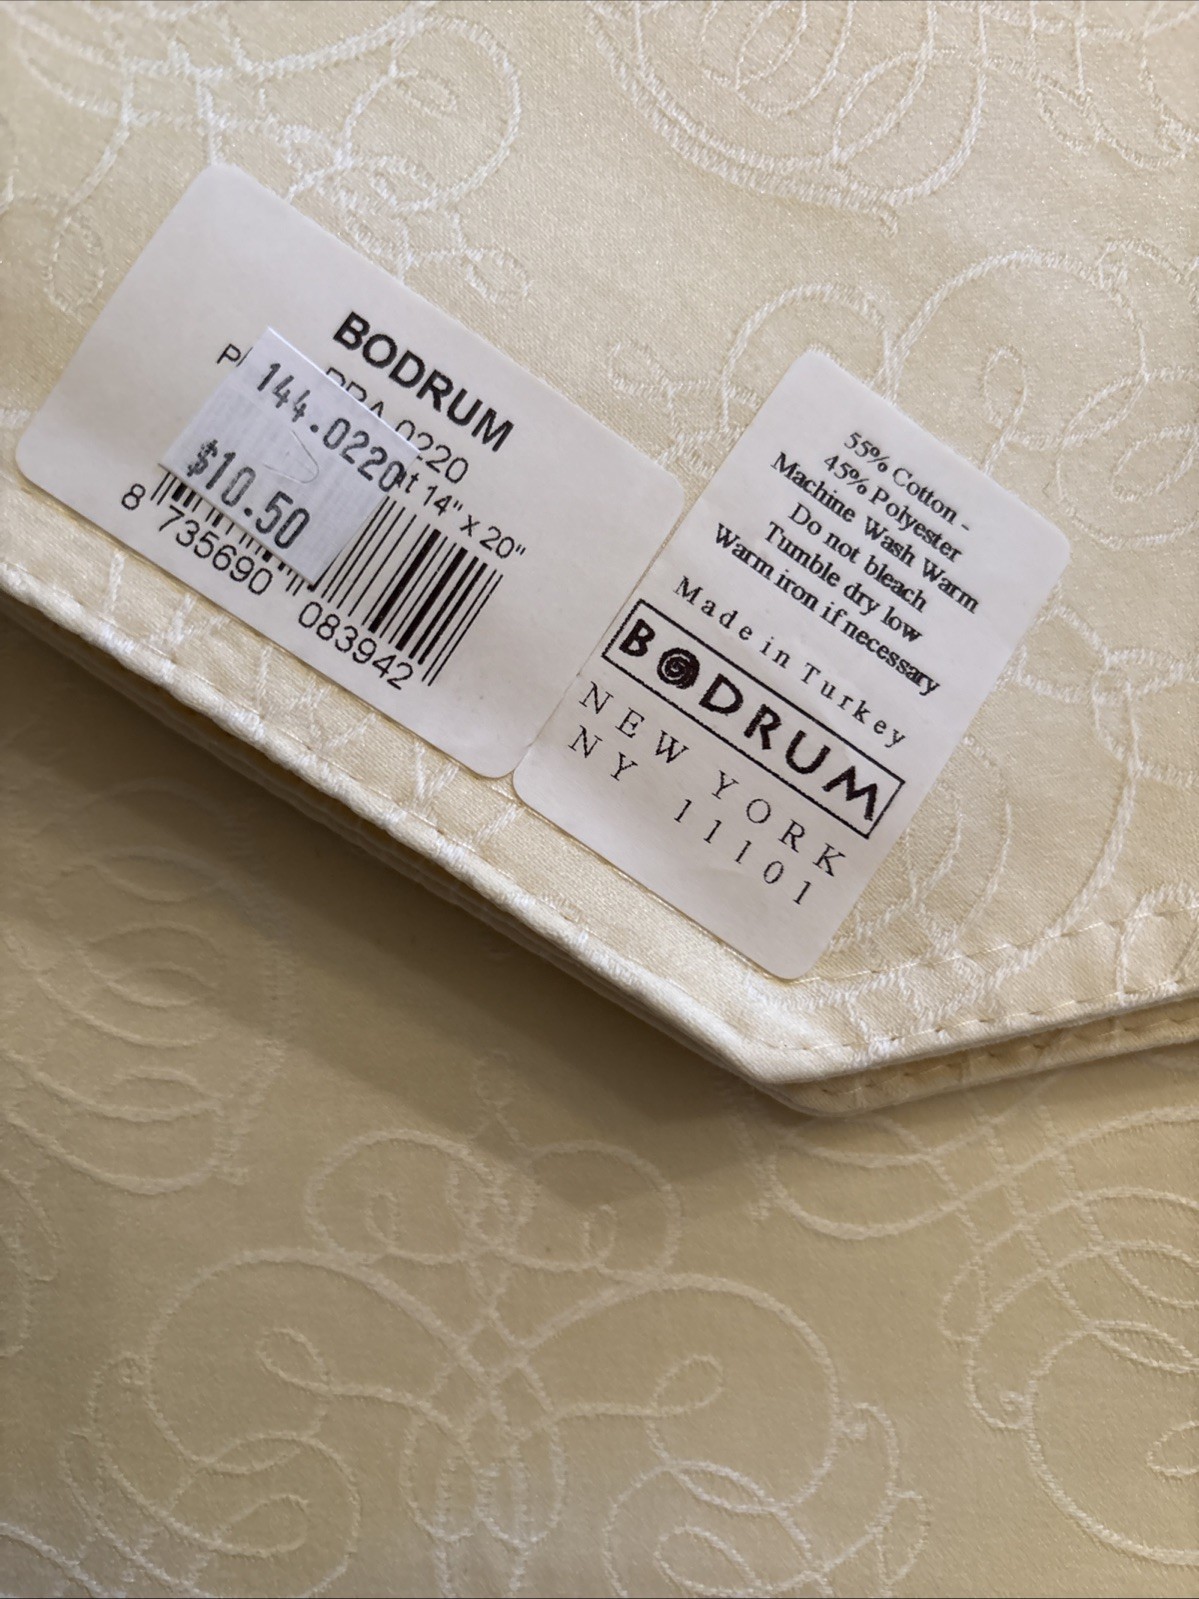 BODRUM
PRA 0220
14" x 20"
144.0220
$10.50
8 735690 083942
55% Cotton -
45% Polyester
Machine Wash Warm
Do not bleach
Tumble dry low
Warm iron if necessary
Made in Turkey
BODRUM
NEW YORK
NY 11101